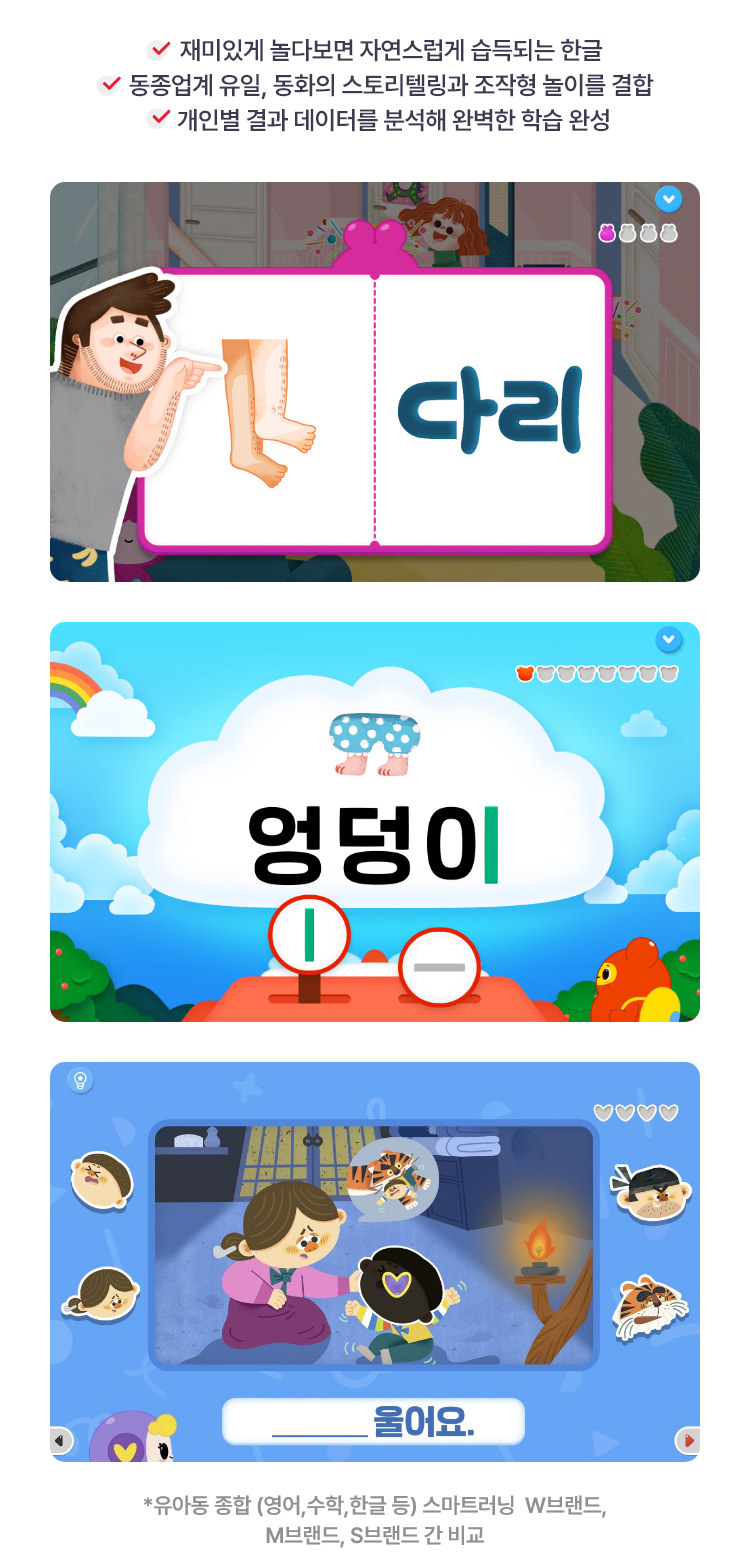 재미있게 놀다보면 자연스럽게 습득되는 한글
동종업계 유일, 동화의 스토리텔링과 조작형 놀이를 결합
개인별 결과 데이터를 분석해 완벽한 학습 완성
다리
엉덩이
ㅣ ㅡ
______ 울어요.
*유아동 종합 (영어,수학,한글 등) 스마트러닝 W브랜드,
M브랜드, S브랜드 간 비교